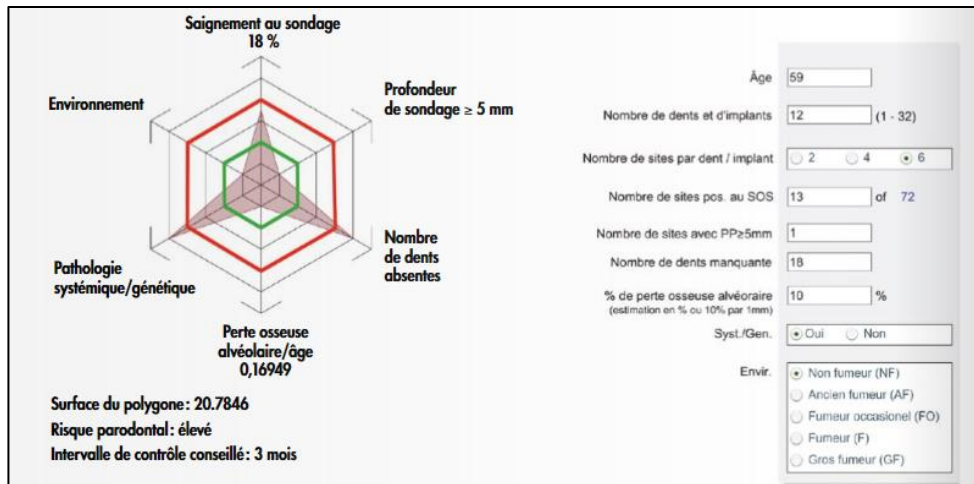 Saignement au sondage
18 %
Environnement
Profondeur
de sondage ≥ 5 mm
Pathologie
systémique/génétique
Nombre
de dents
absentes
Perte osseuse
alvéolaire/âge
0,16949
Surface du polygone: 20.7846
Risque parodontal: élevé
Intervalle de contrôle conseillé: 3 mois
Âge 59
Nombre de dents et d'implants 12 (1 - 32)
Nombre de sites par dent / implant 2 4 6
Nombre de sites pos. au SOS 13 of 72
Nombre de sites avec PP≥5mm 1
Nombre de dents manquante 18
% de perte osseuse alvéoraire 10 %
(estimation en % ou 10% par 1mm)
Syst./Gen. Oui Non
Envir. Non fumeur (NF)
Ancien fumeur (AF)
Fumeur occasionel (FO)
Fumeur (F)
Gros fumeur (GF)